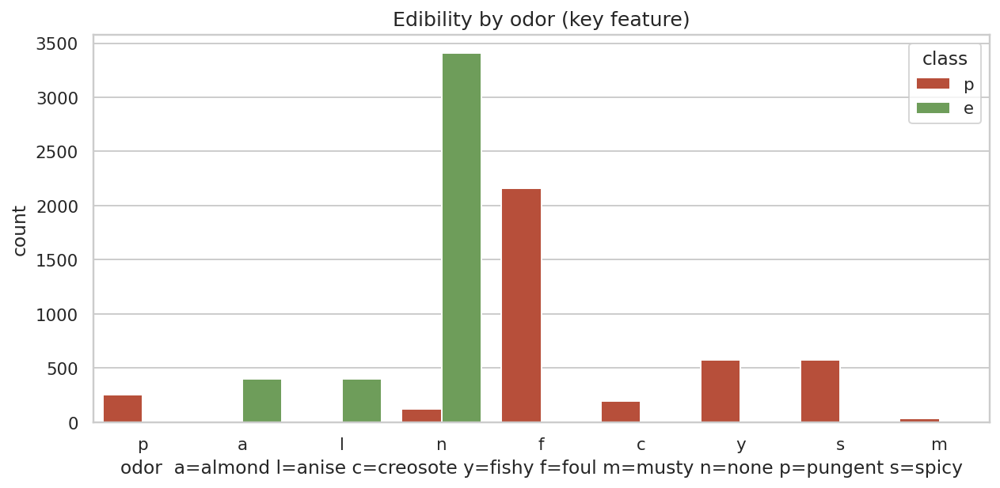 Edibility by odor (key feature)
3500
3000
2500
2000
1500
1000
500
0
count
class
p
e
p a l n f c y s m
odor  a=almond l=anise c=creosote y=fishy f=foul m=musty n=none p=pungent s=spicy